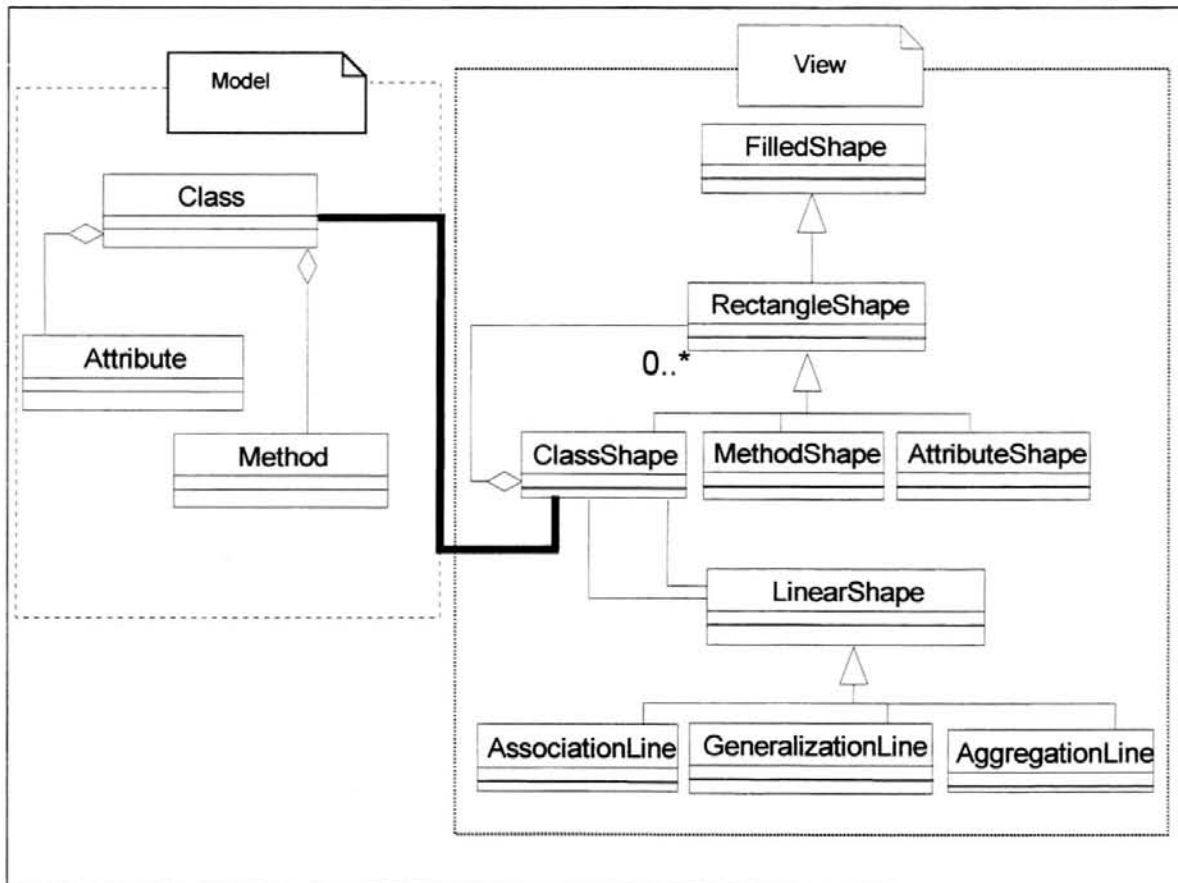 Model
View
FilledShape
Class
RectangleShape
0..*
Attribute
ClassShape
MethodShape
AttributeShape
Method
LinearShape
AssociationLine
GeneralizationLine
AggregationLine